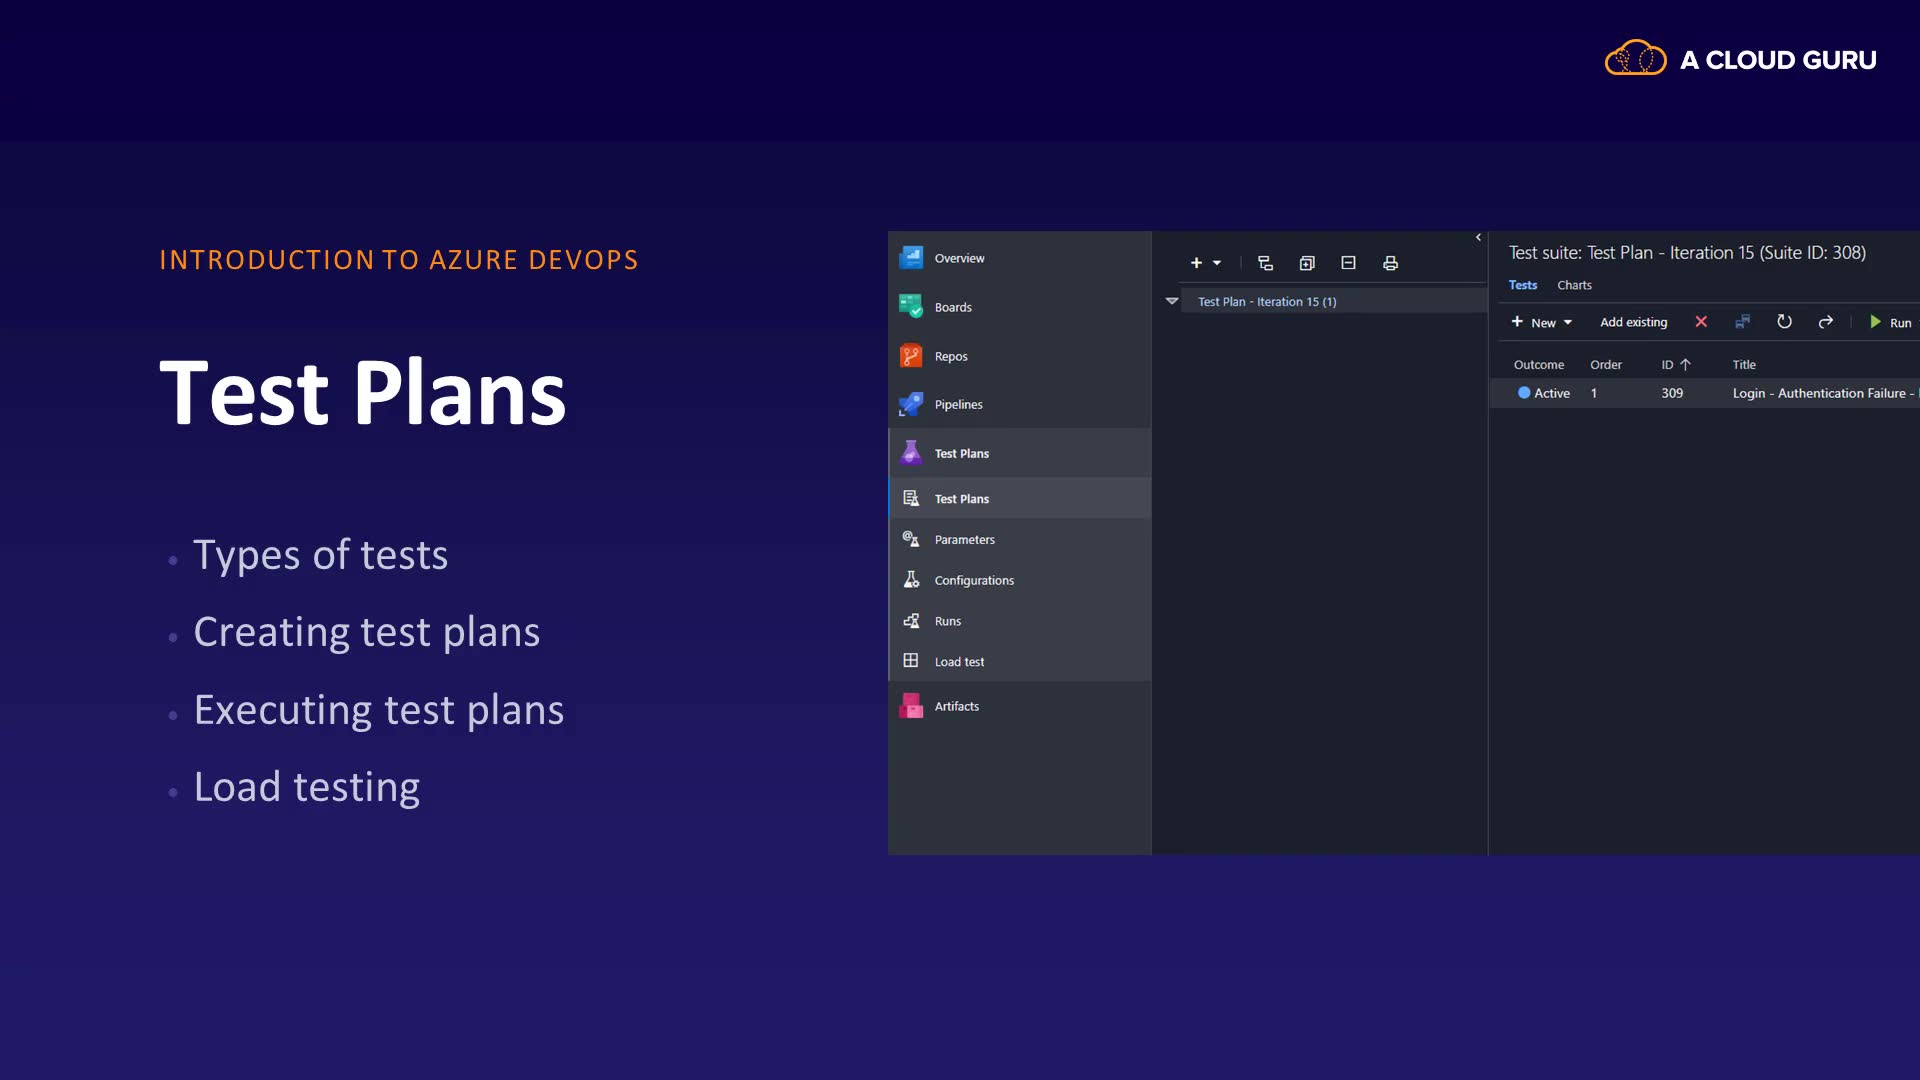 A CLOUD GURU
INTRODUCTION TO AZURE DEVOPS
Test Plans
Types of tests
Creating test plans
Executing test plans
Load testing
Overview
Boards
Repos
Pipelines
Test Plans
Test Plans
Parameters
Configurations
Runs
Load test
Artifacts
Test Plan - Iteration 15 (1)
Test suite: Test Plan - Iteration 15 (Suite ID: 308)
Tests Charts
New Add existing Run
Outcome Order ID Title
Active 1 309 Login - Authentication Failure -